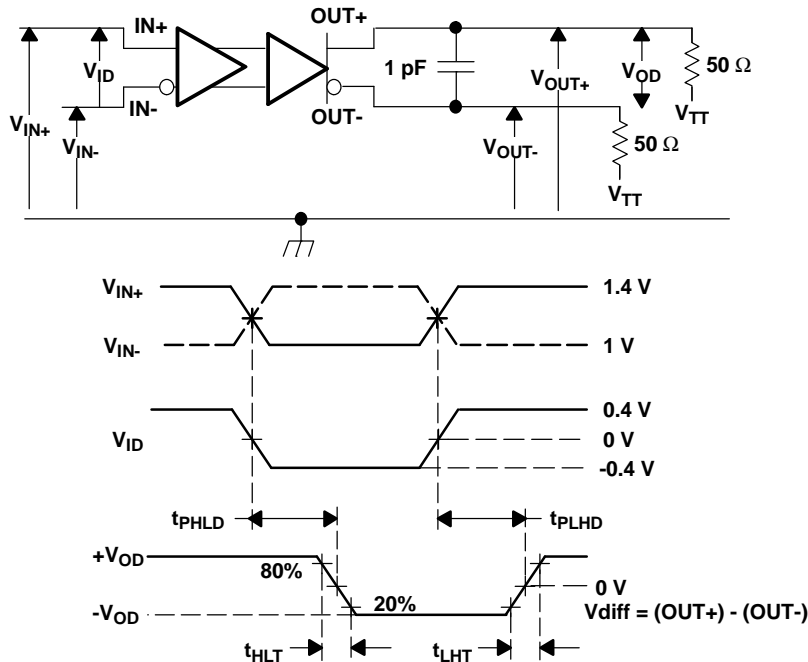 OUT+
IN+
V_ID
1 pF
V_OUT+
V_OD
50 Ω
IN-
OUT-
V_TT
V_IN+
V_IN-
V_OUT-
50 Ω
V_TT
V_IN+
1.4 V
V_IN-
1 V
0.4 V
V_ID
0 V
-0.4 V
t_PHLD
t_PLHD
+V_OD
80%
0 V
20%
Vdiff = (OUT+) - (OUT-)
-V_OD
t_HLT
t_LHT